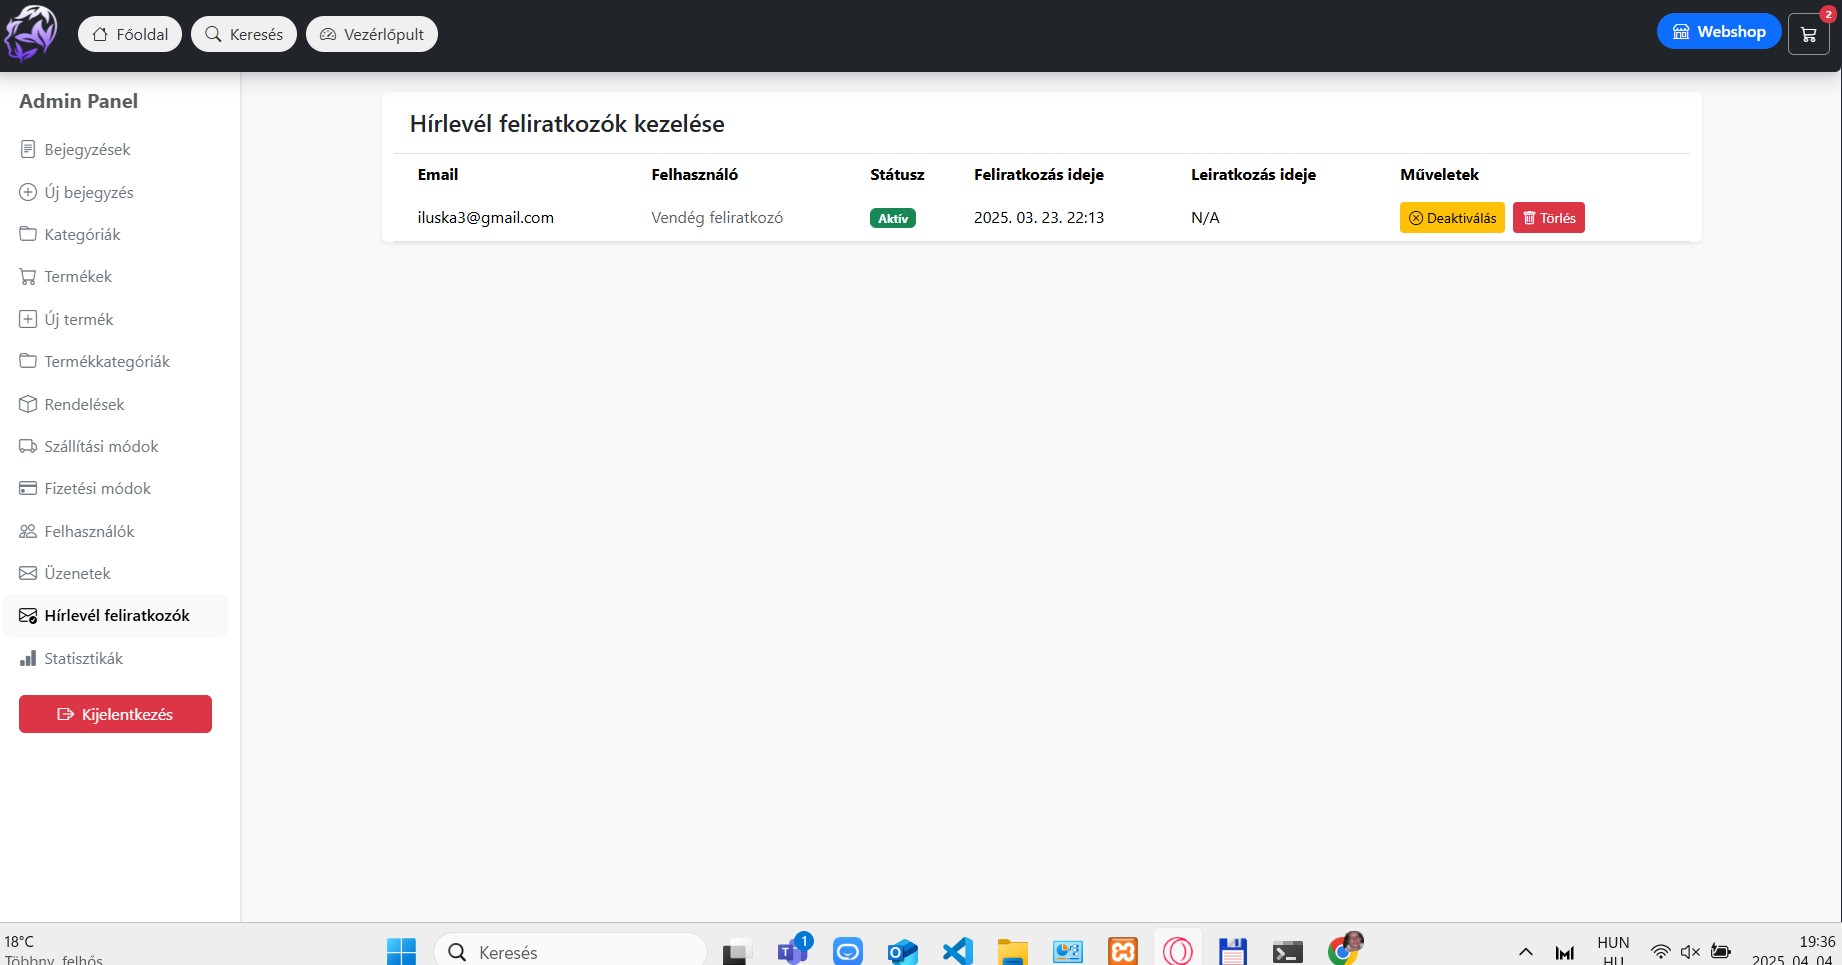 Főoldal
Keresés
Vezérlőpult
Webshop
2
Admin Panel
Bejegyzések
Új bejegyzés
Kategóriák
Termékek
Új termék
Termékkategóriák
Rendelések
Szállítási módok
Fizetési módok
Felhasználók
Üzenetek
Hírlevél feliratkozók
Statisztikák
Kijelentkezés
Hírlevél feliratkozók kezelése
Email Felhasználó Státusz Feliratkozás ideje Leiratkozás ideje Műveletek
iluska3@gmail.com Vendég feliratkozó Aktív 2025. 03. 23. 22:13 N/A Deaktiválás Törlés
18°C
Többny. felhős
Keresés
1
HUN
HU
19:36
2025. 04. 04.